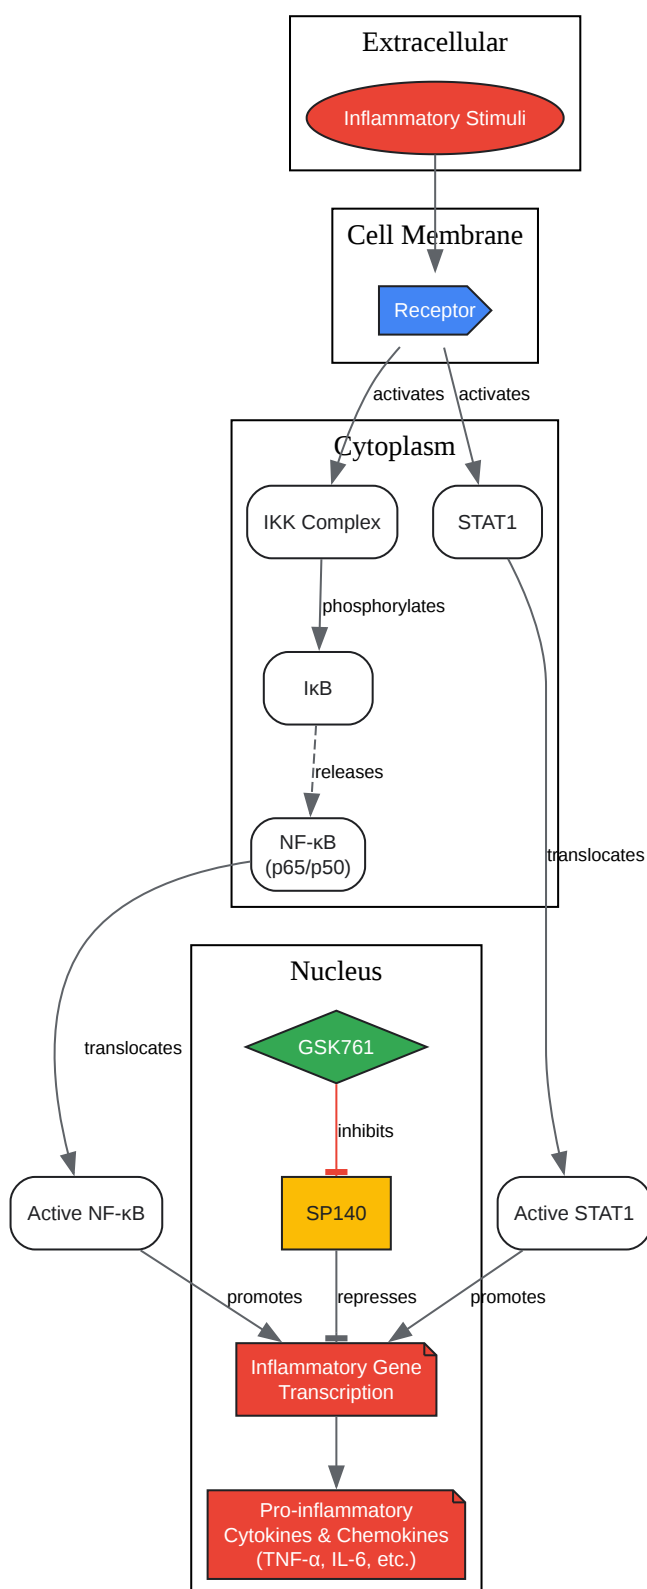 Extracellular
Inflammatory Stimuli
Cell Membrane
Receptor
activates
activates
Cytoplasm
IKK Complex
STAT1
phosphorylates
IκB
releases
NF-κB
(p65/p50)
translocates
Nucleus
GSK761
translocates
inhibits
Active NF-κB
SP140
Active STAT1
promotes
represses
promotes
Inflammatory Gene
Transcription
Pro-inflammatory
Cytokines & Chemokines
(TNF-α, IL-6, etc.)